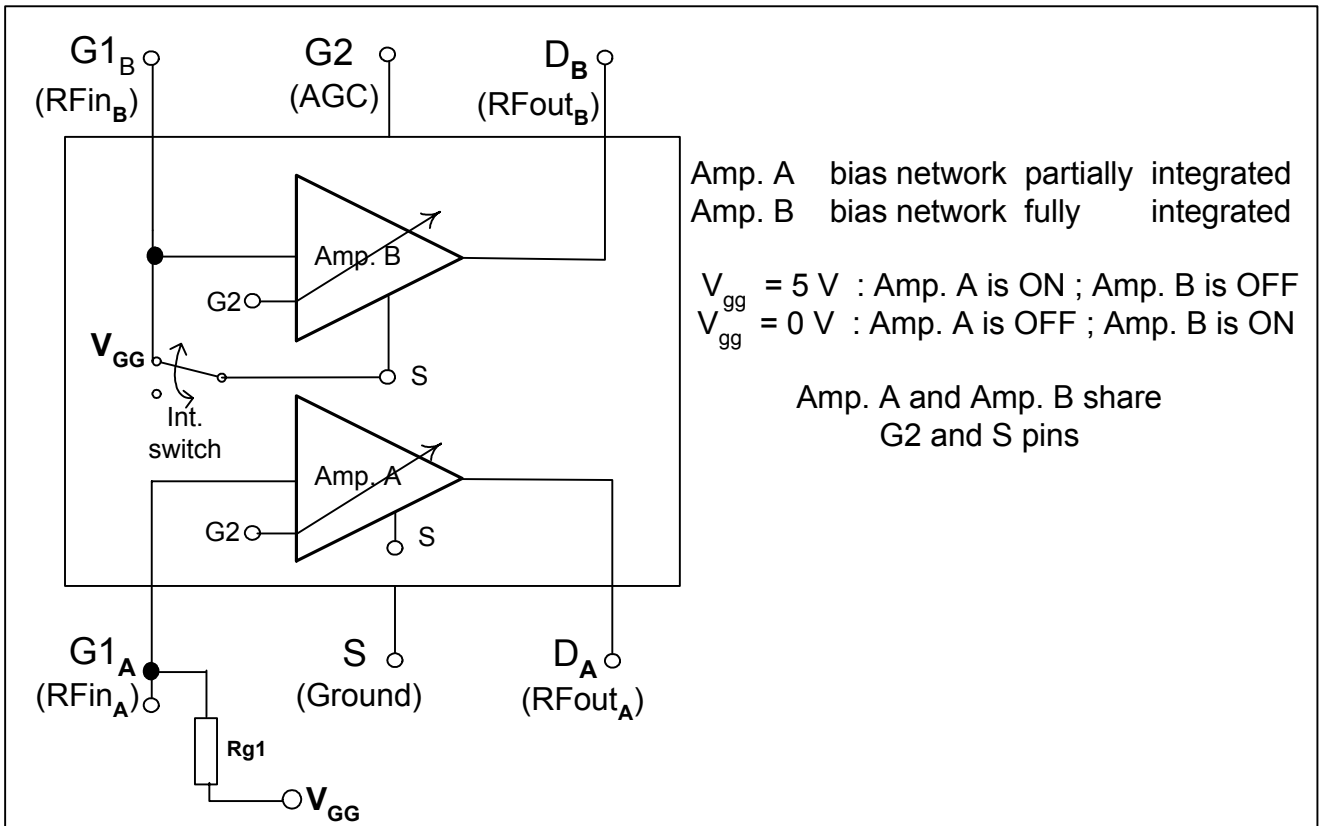 G1B G2 DB
(RFinB) (AGC) (RFoutB)
Amp. A bias network partially integrated
Amp. B bias network fully integrated
Amp. B
G2
Vgg = 5 V : Amp. A is ON ; Amp. B is OFF
Vgg = 0 V : Amp. A is OFF ; Amp. B is ON
VGG
S
Int.
switch
Amp. A and Amp. B share
G2 and S pins
Amp. A
G2
S
G1A S DA
(RFinA) (Ground) (RFoutA)
Rg1
VGG